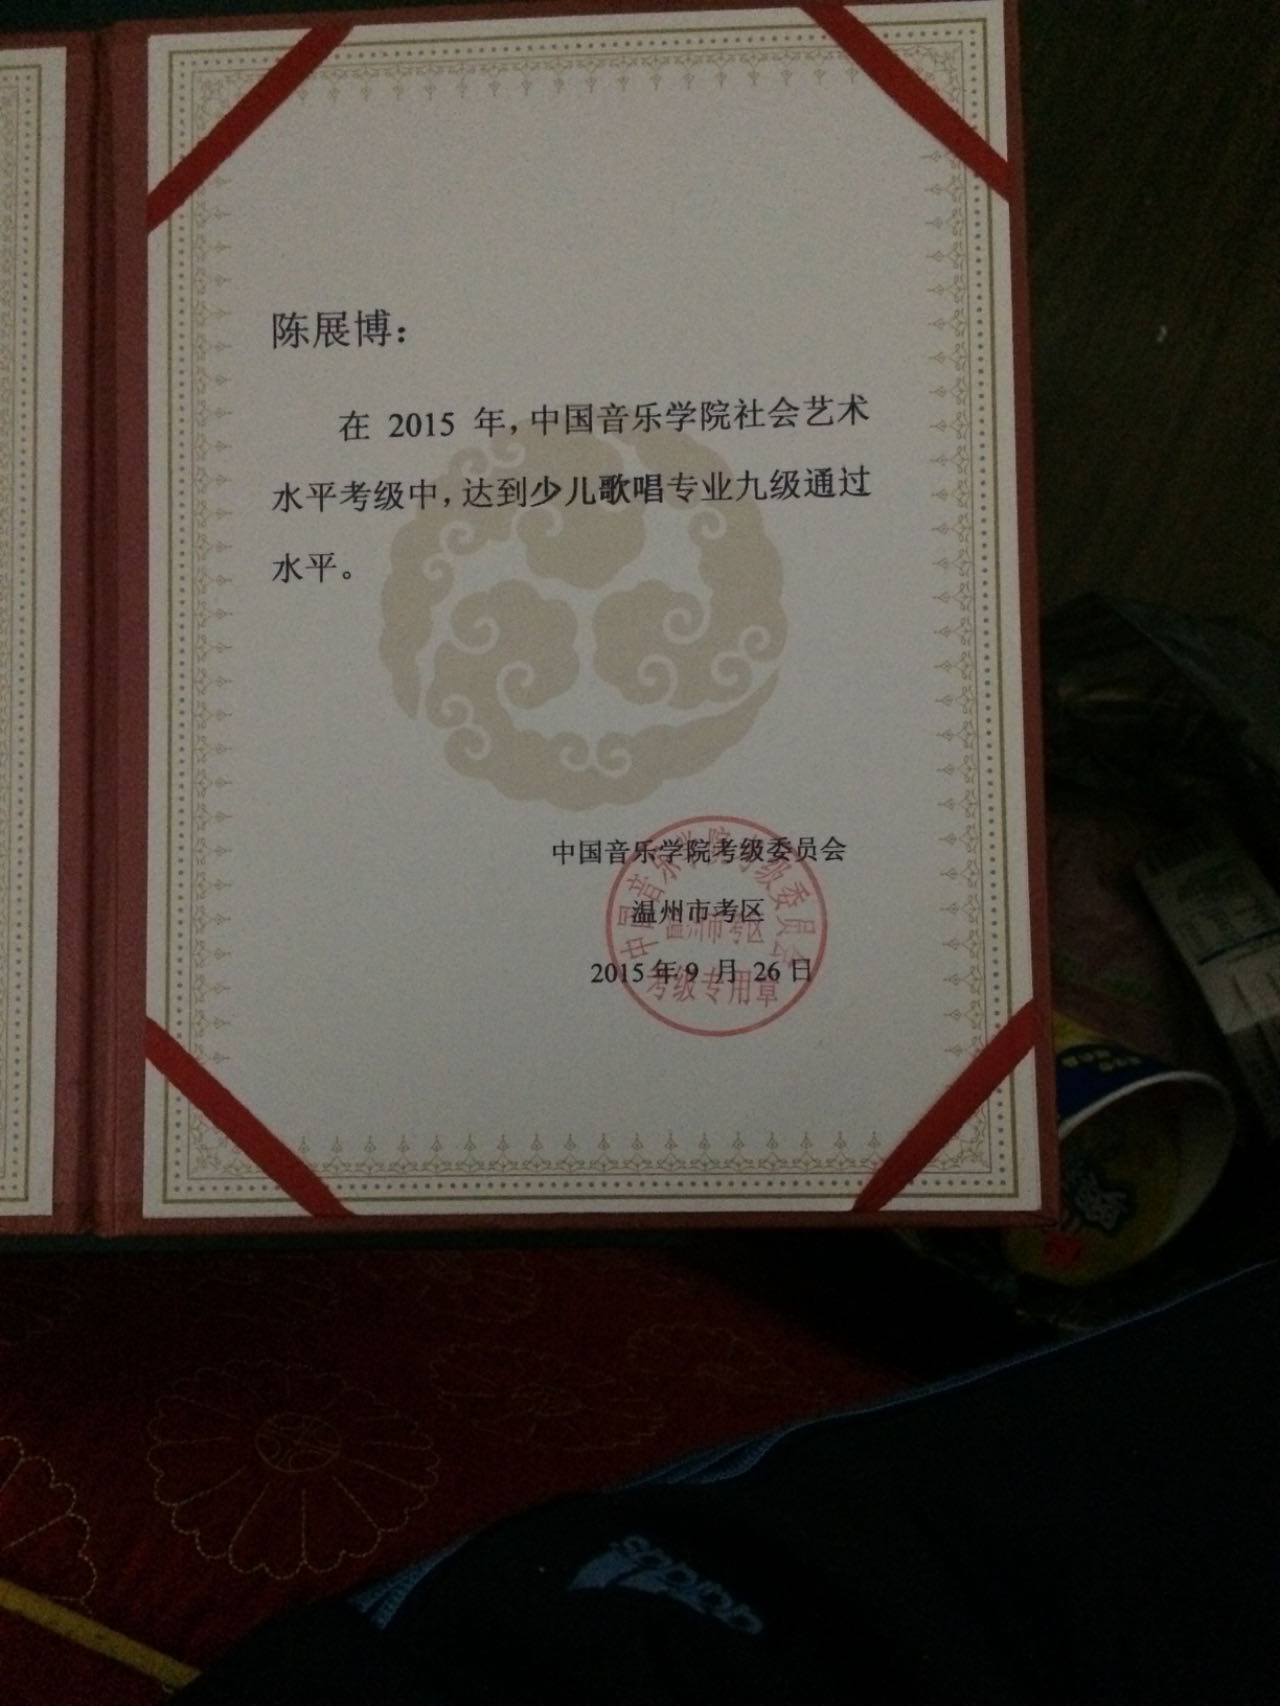 陈展博：
在 2015 年，中国音乐学院社会艺术
水平考级中，达到少儿歌唱专业九级通过
水平。
中国音乐学院考级委员会
温州市考区
2015 年 9 月 26 日
中国音乐学院考级委员会
温州市考区
考级专用章
adidas